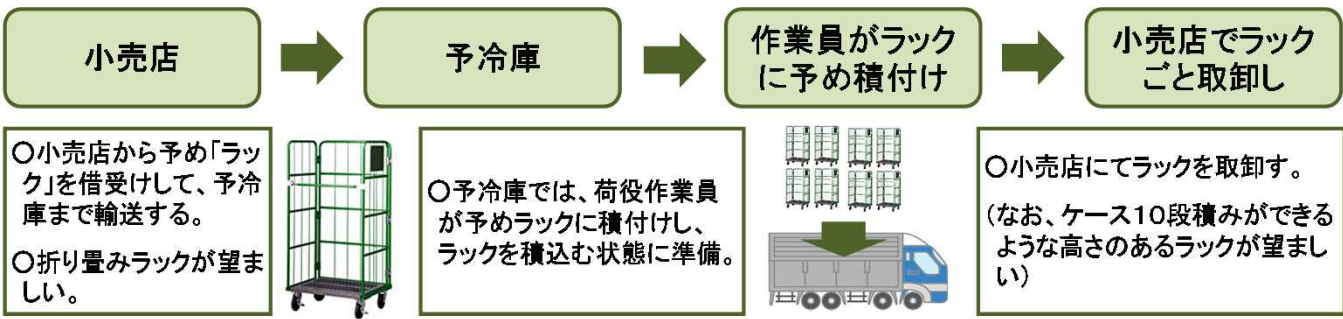 小売店
予冷庫
作業員がラック
に予め積付け
小売店でラック
ごと取卸し
○小売店から予め「ラッ
ク」を借受けして、予冷
庫まで輸送する。
○折り畳みラックが望ま
しい。
○予冷庫では、荷役作業員
が予めラックに積付けし、
ラックを積込む状態に準備。
○小売店にてラックを取卸す。
(なお、ケース10段積みができる
ような高さのあるラックが望まし
い)